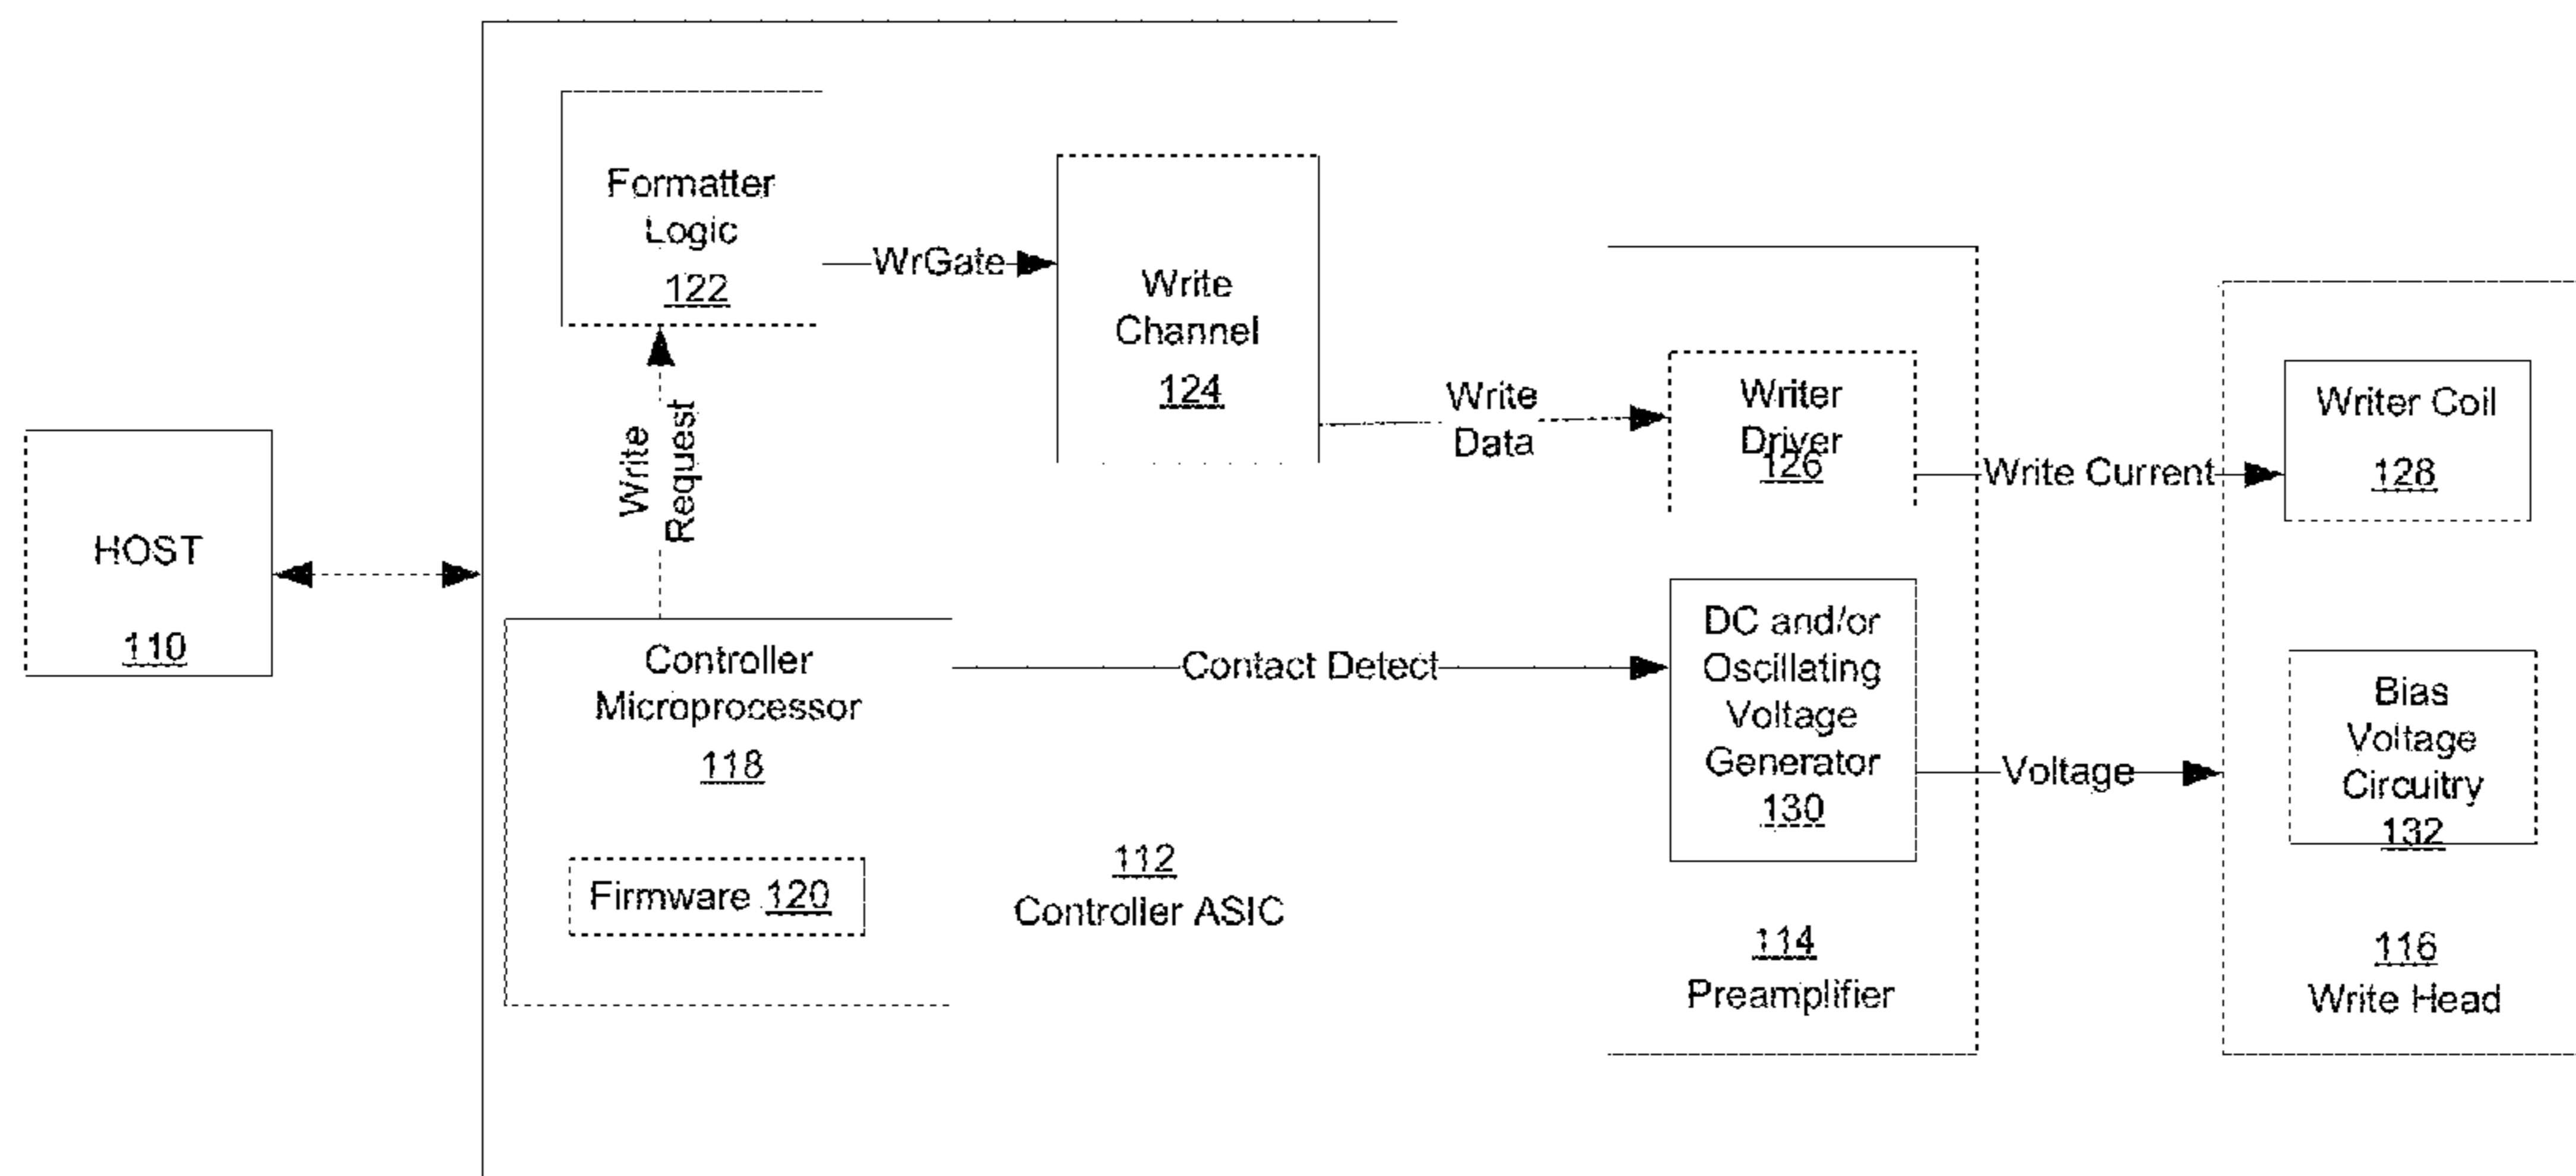 Formatter
Logic
122
WrGate
Write
Channel
124
Write
Request
Write
Data
Writer
Driver
126
Write Current
Writer Coil
128
HOST
110
Controller
Microprocessor
118
Firmware 120
Contact Detect
112
Controller ASIC
DC and/or
Oscillating
Voltage
Generator
130
Voltage
114
Preamplifier
Bias
Voltage
Circuitry
132
116
Write Head